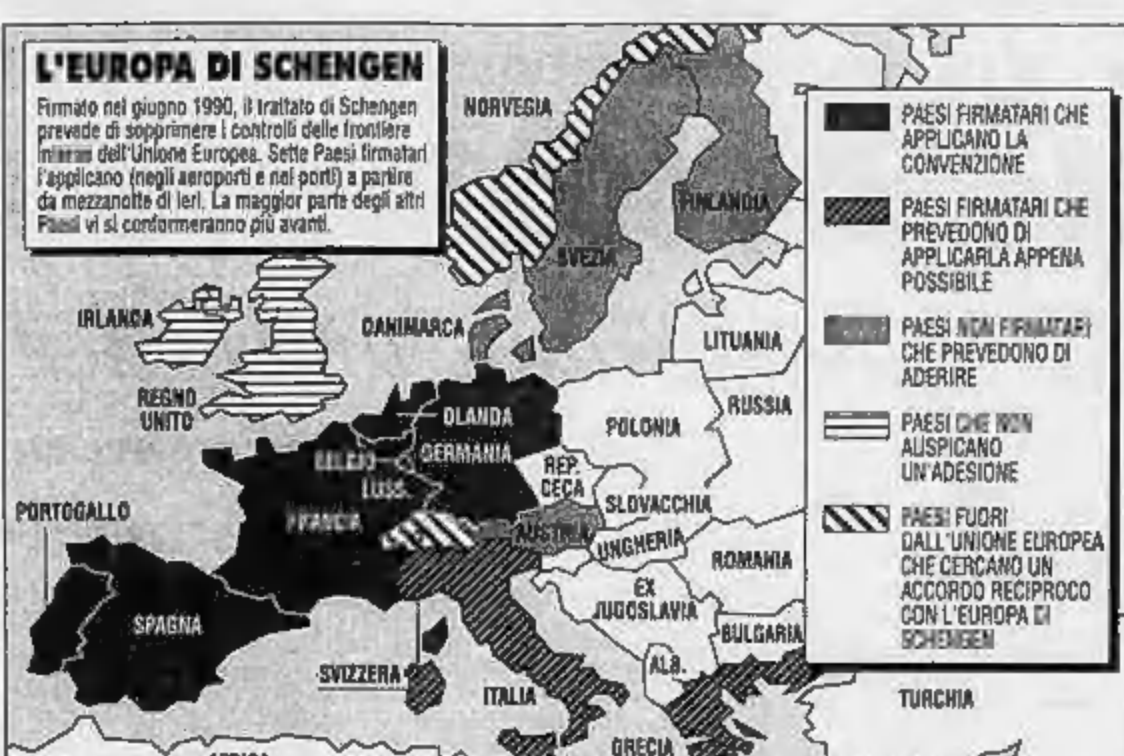 L'EUROPA DI SCHENGEN
Firmato nel giugno 1990, il trattato di Schengen
prevede di sopprimere i controlli delle frontiere
dell'Unione Europea. Sette Paesi firmatari
l'applicano (negli aeroporti e nei porti) a partire
da mezzanotte di ieri. La maggior parte degli altri
Paesi vi si conformeranno più avanti.
PAESI FIRMATARI CHE
APPLICANO LA
CONVENZIONE
PAESI FIRMATARI CHE
PREVEDONO DI
APPLICARLA APPENA
POSSIBILE
PAESI NON FIRMATARI
CHE PREVEDONO DI
ADERIRE
PAESI CHE NON
AUSPICANO
UN'ADESIONE
PAESI FUORI
DALL'UNIONE EUROPEA
CHE CERCANO UN
ACCORDO RECIPROCO
CON L'EUROPA DI
SCHENGEN
NORVEGIA
FINLANDIA
SVEZIA
IRLANDA
DANIMARCA
LITUANIA
REGNO
UNITO
OLANDA
RUSSIA
POLONIA
BELGIO
GERMANIA
REP.
CECA
LUSS.
SLOVACCHIA
PORTOGALLO
FRANCIA
AUSTRIA
UNGHERIA
ROMANIA
EX
JUGOSLAVIA
SPAGNA
BULGARIA
ALB.
SVIZZERA
ITALIA
TURCHIA
GRECIA